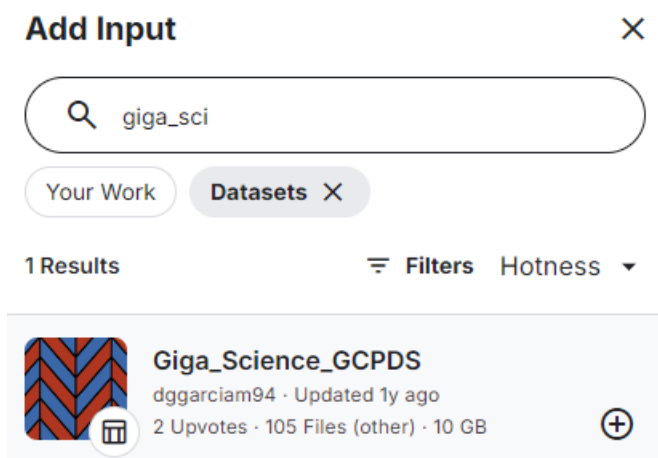 Add Input
giga_sci
Your Work Datasets
1 Results Filters Hotness
Giga_Science_GCPDS
dggarciam94 · Updated 1y ago
2 Upvotes · 105 Files (other) · 10 GB